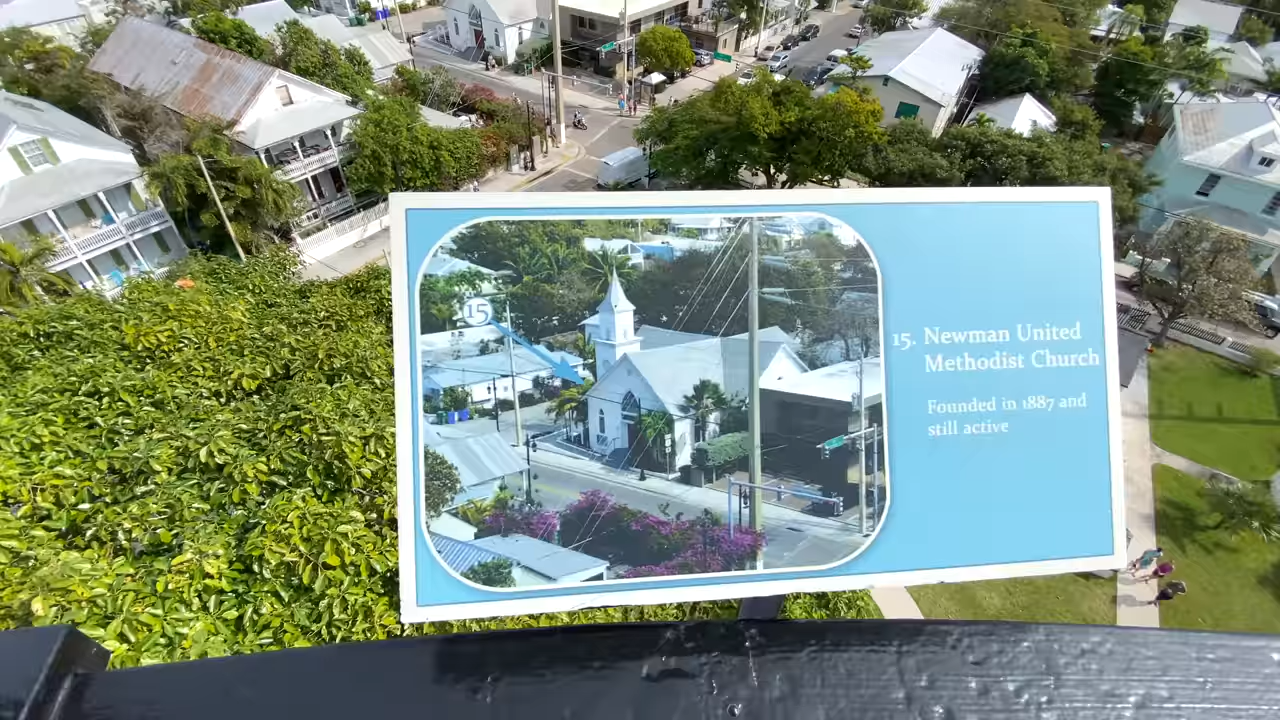 15
15. Newman United
Methodist Church
Founded in 1887 and
still active